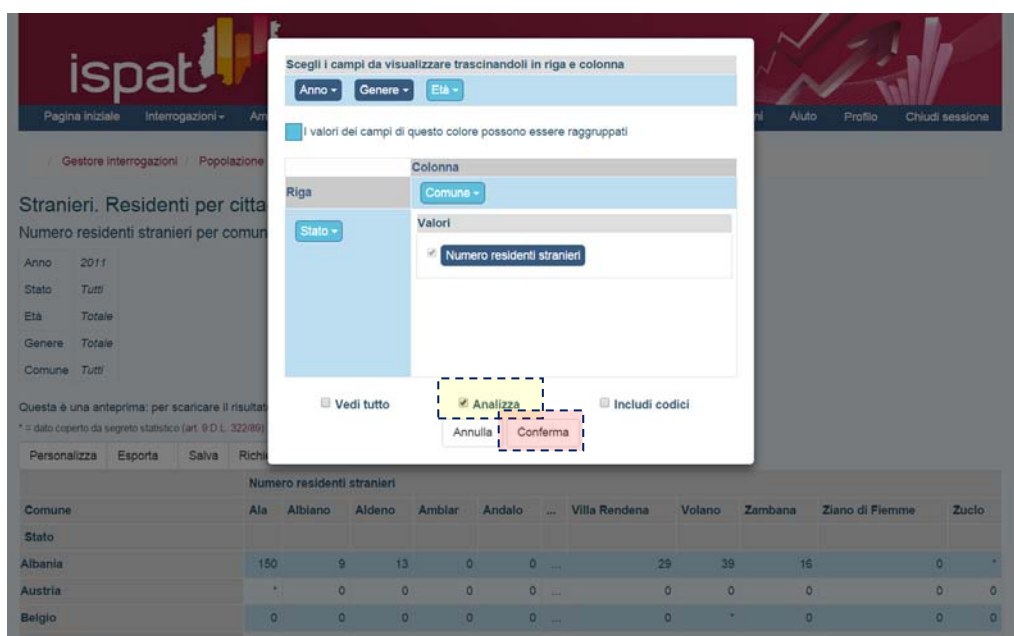 ispat
Scegli i campi da visualizzare trascinandoli in riga e colonna
Anno Genere Età
I valori dei campi di questo colore possono essere raggruppati
Colonna
Riga Comune
Stato Valori
Numero residenti stranieri
Vedi tutto Analizza Includi codici
Annulla Conferma
Pagina iniziale Interrogazioni Aiuto Profilo Chiudi sessione
/ Gestore interrogazioni / Popolazione
Stranieri. Residenti per
Numero residenti stranieri per
Anno 2011
Stato Tutti
Età Totale
Genere Totale
Comune Tutti
Questa è una anteprima: per scaricare il
* = dato coperto da segreto statistico (art. 9 D.L. 322/89)
Personalizza Esporta Salva
Numero residenti stranieri
Comune Ala Albiano Aldeno Amblar Andalo ... Villa Rendena Volano Zambana Ziano di Fiemme Zuclo
Stato
Albania 150 9 13 0 0 ... 29 39 16 0 *
Austria * 0 0 0 0 ... 0 0 0 0 0
Belgio 0 0 0 0 0 ... 0 * 0 0 0